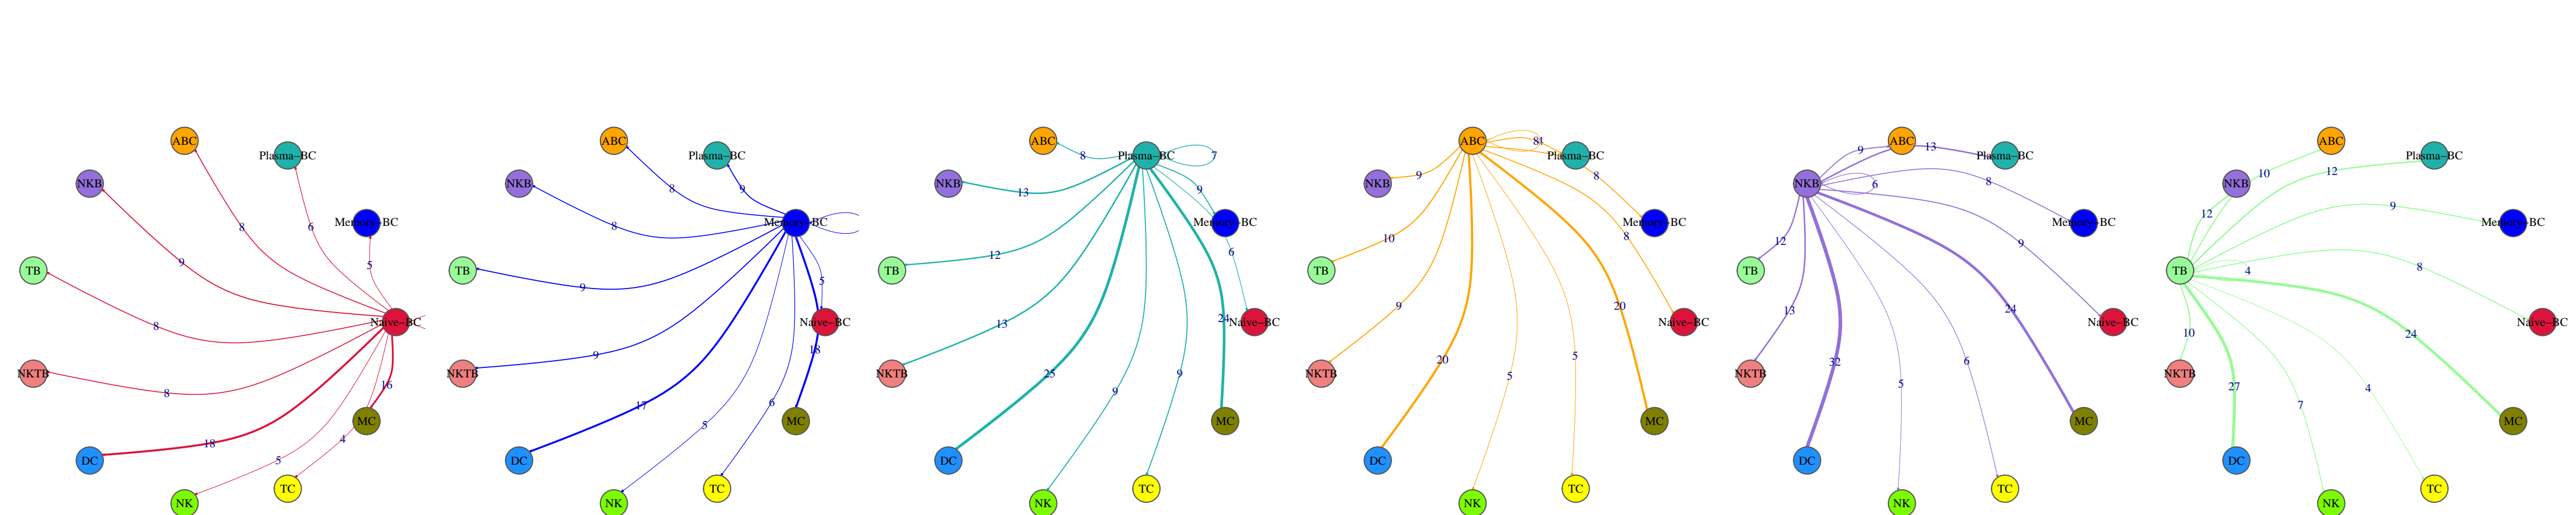 ABC
Plasma−BC
NKB
Memory−BC
TB
Naive−BC
NKTB
MC
DC
TC
NK
6
8
5
9
8
16
8
4
18
5
ABC
Plasma−BC
NKB
Memory−BC
TB
Naive−BC
NKTB
MC
DC
TC
NK
9
8
8
5
9
18
9
17
6
5
ABC
Plasma−BC
NKB
Memory−BC
TB
Naive−BC
NKTB
MC
DC
TC
NK
8
7
13
9
12
6
13
24
25
9
9
ABC
Plasma−BC
NKB
Memory−BC
TB
Naive−BC
NKTB
MC
DC
TC
NK
8
4
9
8
10
8
9
20
20
5
5
ABC
Plasma−BC
NKB
Memory−BC
TB
Naive−BC
NKTB
MC
DC
TC
NK
9
13
6
8
12
9
13
24
32
6
5
ABC
Plasma−BC
NKB
Memory−BC
TB
Naive−BC
NKTB
MC
DC
TC
NK
10
12
12
9
4
8
10
24
27
4
7